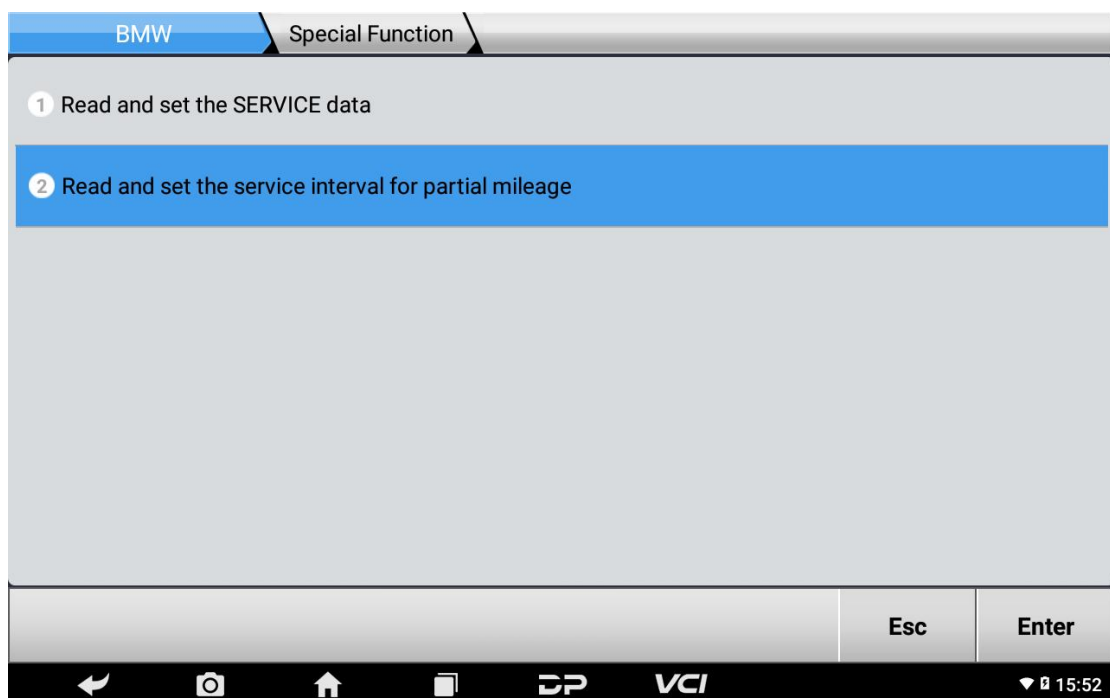 BMW
Special Function
1 Read and set the SERVICE data
2 Read and set the service interval for partial mileage
Esc
Enter
DP
VCI
15:52